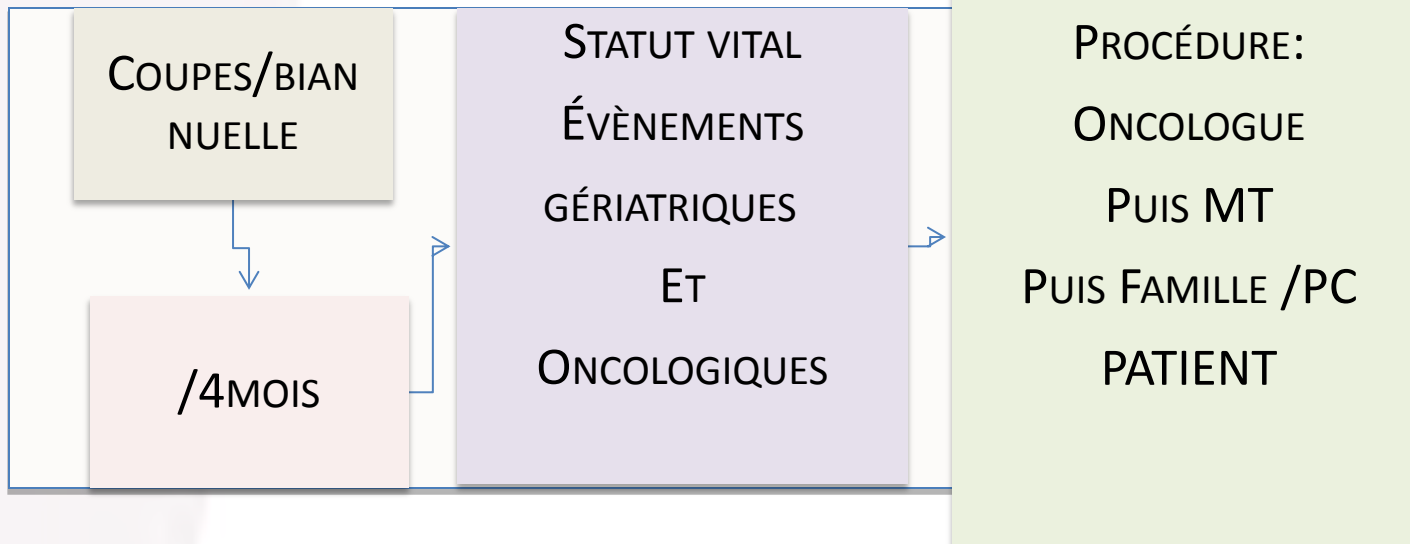 Coupes/bian
nuelle
/4mois
Statut vital
Évènements
gériatriques
Et
Oncologiques
Procédure:
Oncologue
Puis MT
Puis Famille /PC
PATIENT